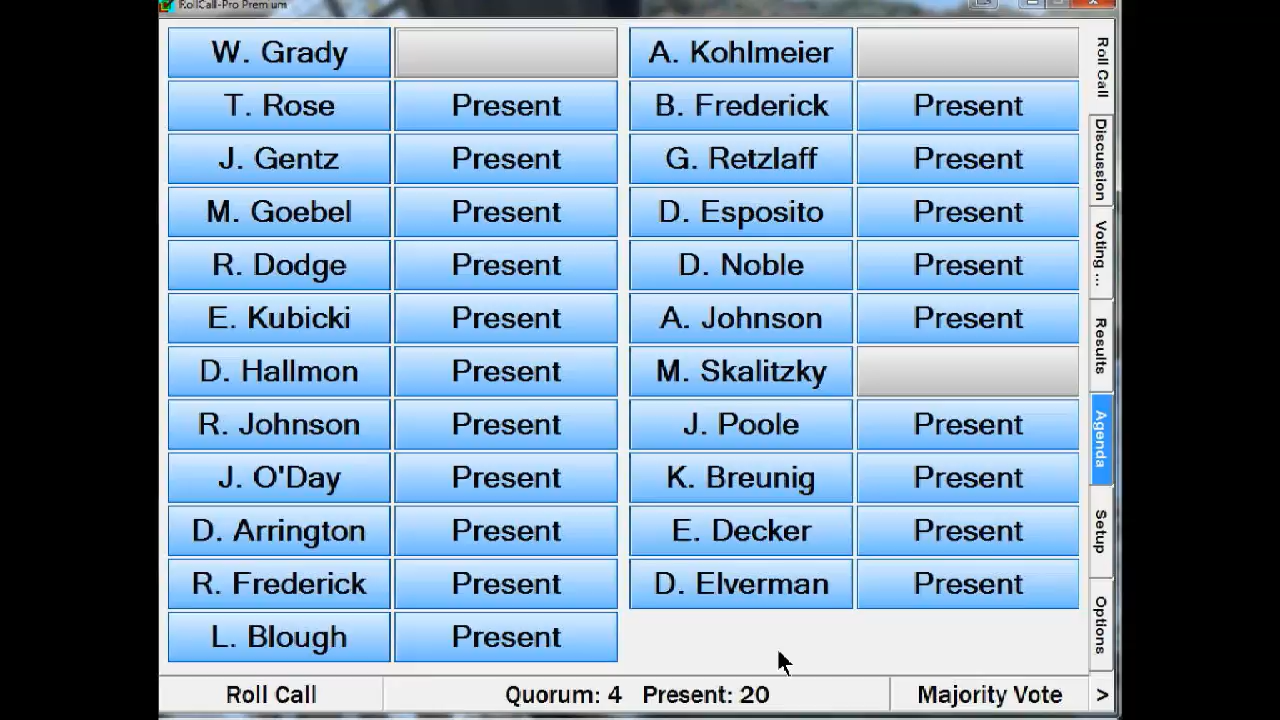 RollCall-Pro Premium
W. Grady
A. Kohlmeier
T. Rose Present
B. Frederick Present
J. Gentz Present
G. Retzlaff Present
M. Goebel Present
D. Esposito Present
R. Dodge Present
D. Noble Present
E. Kubicki Present
A. Johnson Present
D. Hallmon Present
M. Skalitzky
R. Johnson Present
J. Poole Present
J. O'Day Present
K. Breunig Present
D. Arrington Present
E. Decker Present
R. Frederick Present
D. Elverman Present
L. Blough Present
Roll Call
Discussion
Voting ...
Results
Agenda
Setup
Options
Roll Call Quorum: 4 Present: 20 Majority Vote >